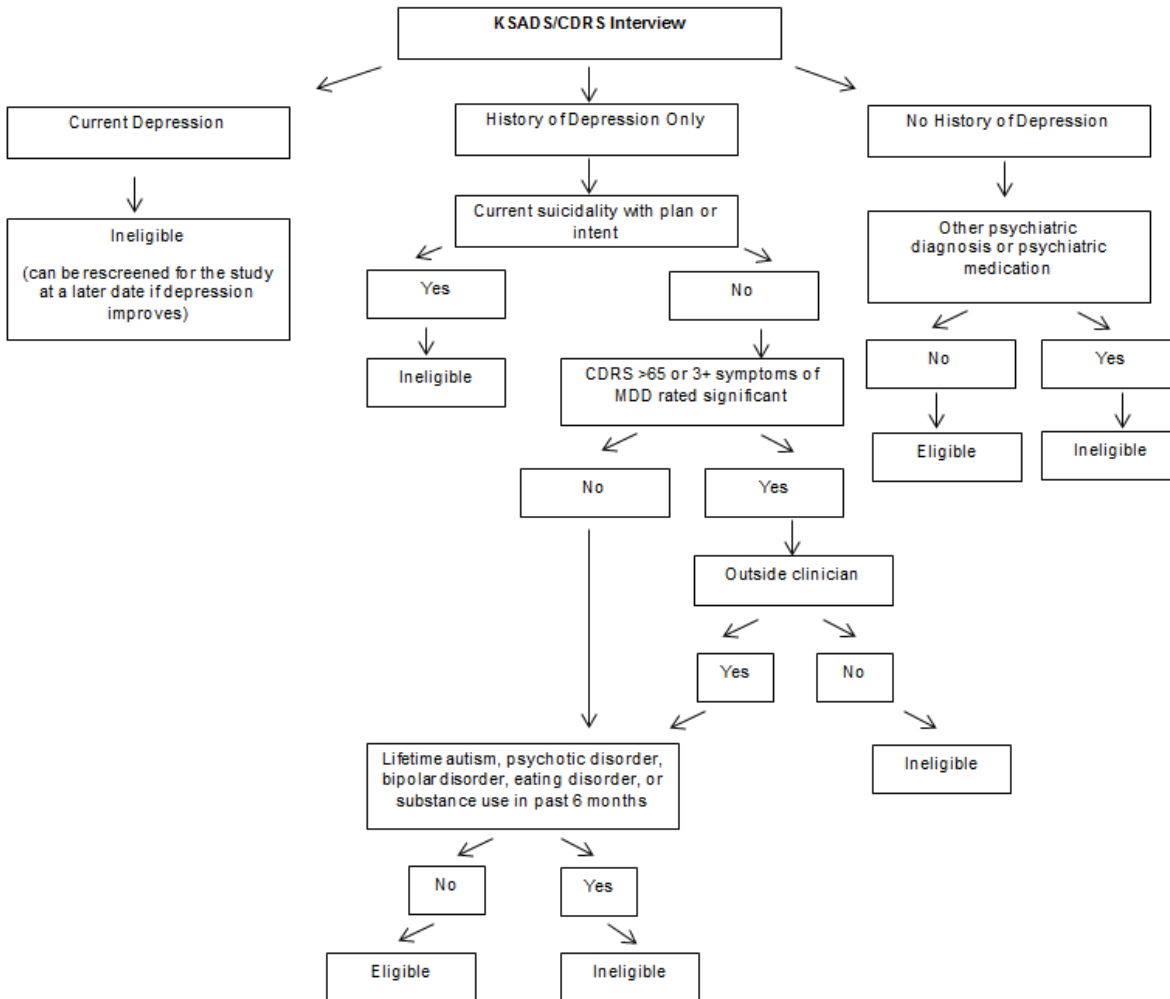 KSADS/CDRS Interview
Current Depression
History of Depression Only
No History of Depression
Ineligible
(can be rescreened for the study
at a later date if depression
improves)
Current suicidality with plan or
intent
Other psychiatric
diagnosis or psychiatric
medication
Yes
No
No
Yes
Ineligible
CDRS >65 or 3+ symptoms of
MDD rated significant
Eligible
Ineligible
No
Yes
Outside clinician
Yes
No
Lifetime autism, psychotic disorder,
bipolar disorder, eating disorder, or
substance use in past 6 months
Ineligible
No
Yes
Eligible
Ineligible